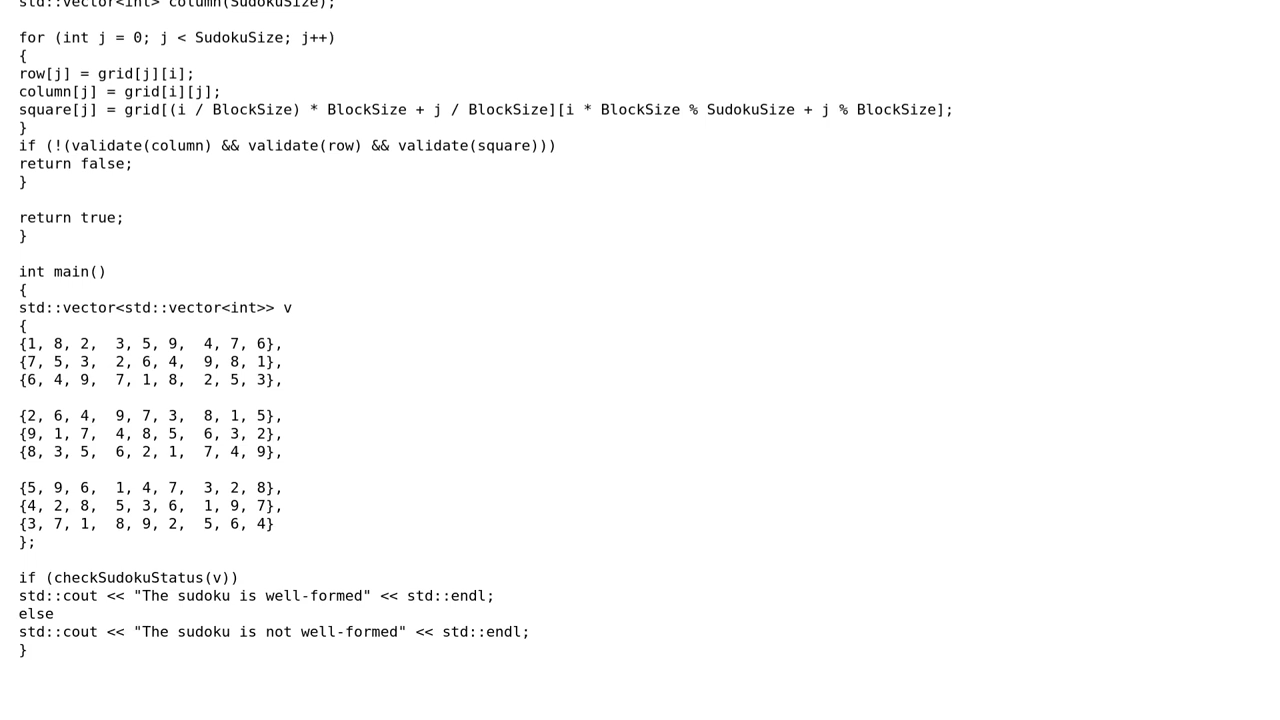 std::vector<int> column(SudokuSize);

for (int j = 0; j < SudokuSize; j++)
{
row[j] = grid[j][i];
column[j] = grid[i][j];
square[j] = grid[(i / BlockSize) * BlockSize + j / BlockSize][i * BlockSize % SudokuSize + j % BlockSize];
}
if (!(validate(column) && validate(row) && validate(square)))
return false;
}

return true;
}

int main()
{
std::vector<std::vector<int>> v
{
{1, 8, 2,  3, 5, 9,  4, 7, 6},
{7, 5, 3,  2, 6, 4,  9, 8, 1},
{6, 4, 9,  7, 1, 8,  2, 5, 3},

{2, 6, 4,  9, 7, 3,  8, 1, 5},
{9, 1, 7,  4, 8, 5,  6, 3, 2},
{8, 3, 5,  6, 2, 1,  7, 4, 9},

{5, 9, 6,  1, 4, 7,  3, 2, 8},
{4, 2, 8,  5, 3, 6,  1, 9, 7},
{3, 7, 1,  8, 9, 2,  5, 6, 4}
};

if (checkSudokuStatus(v))
std::cout << "The sudoku is well-formed" << std::endl;
else
std::cout << "The sudoku is not well-formed" << std::endl;
}